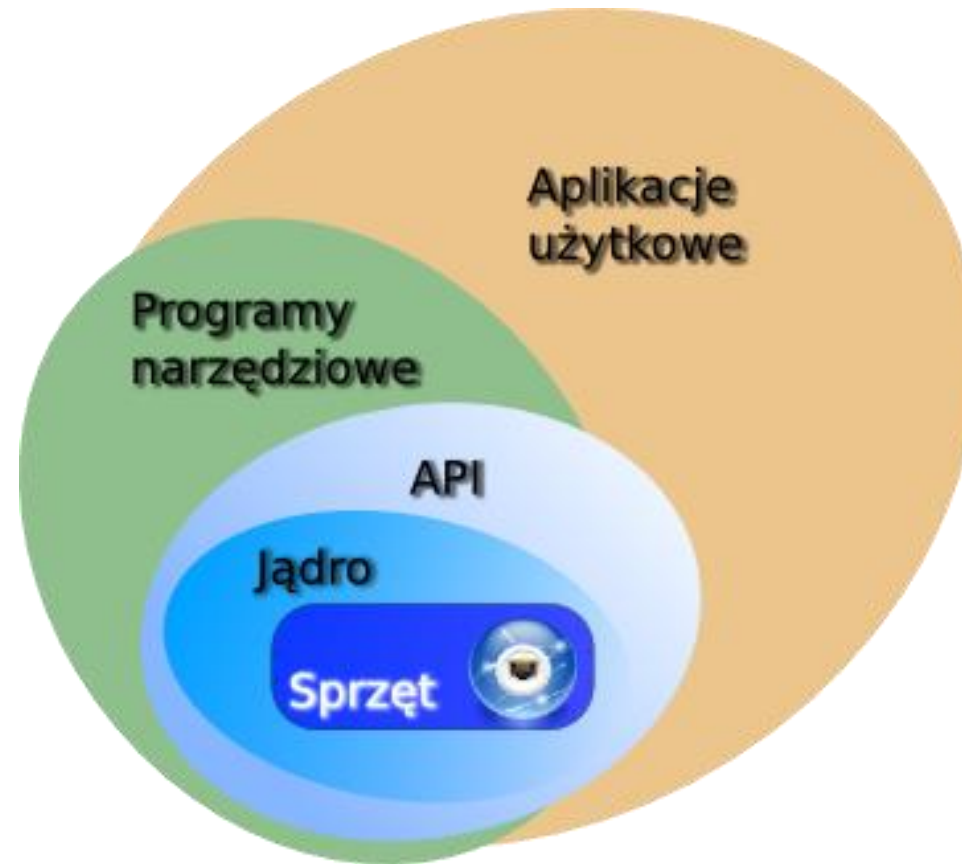 Aplikacje
użytkowe
Programy
narzędziowe
API
Jądro
Sprzęt